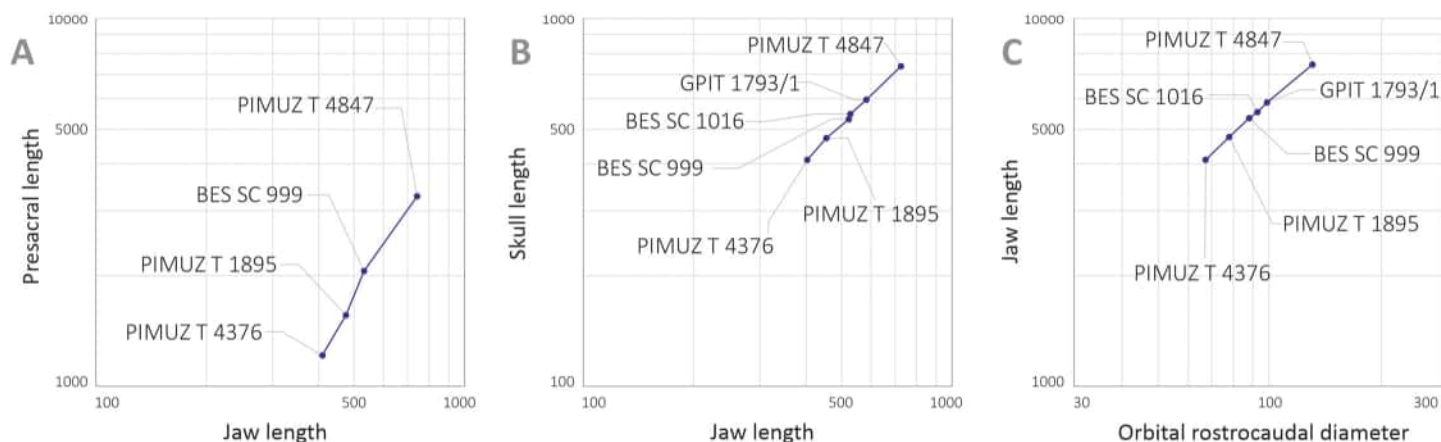 A
10000
5000
1000
100
500
1000
Presacral length
Jaw length
PIMUZ T 4847
BES SC 999
PIMUZ T 1895
PIMUZ T 4376
B
1000
500
100
100
500
1000
Skull length
Jaw length
PIMUZ T 4847
GPIT 1793/1
BES SC 1016
BES SC 999
PIMUZ T 1895
PIMUZ T 4376
C
10000
5000
1000
30
100
300
Jaw length
Orbital rostrocaudal diameter
PIMUZ T 4847
BES SC 1016
GPIT 1793/1
BES SC 999
PIMUZ T 1895
PIMUZ T 4376